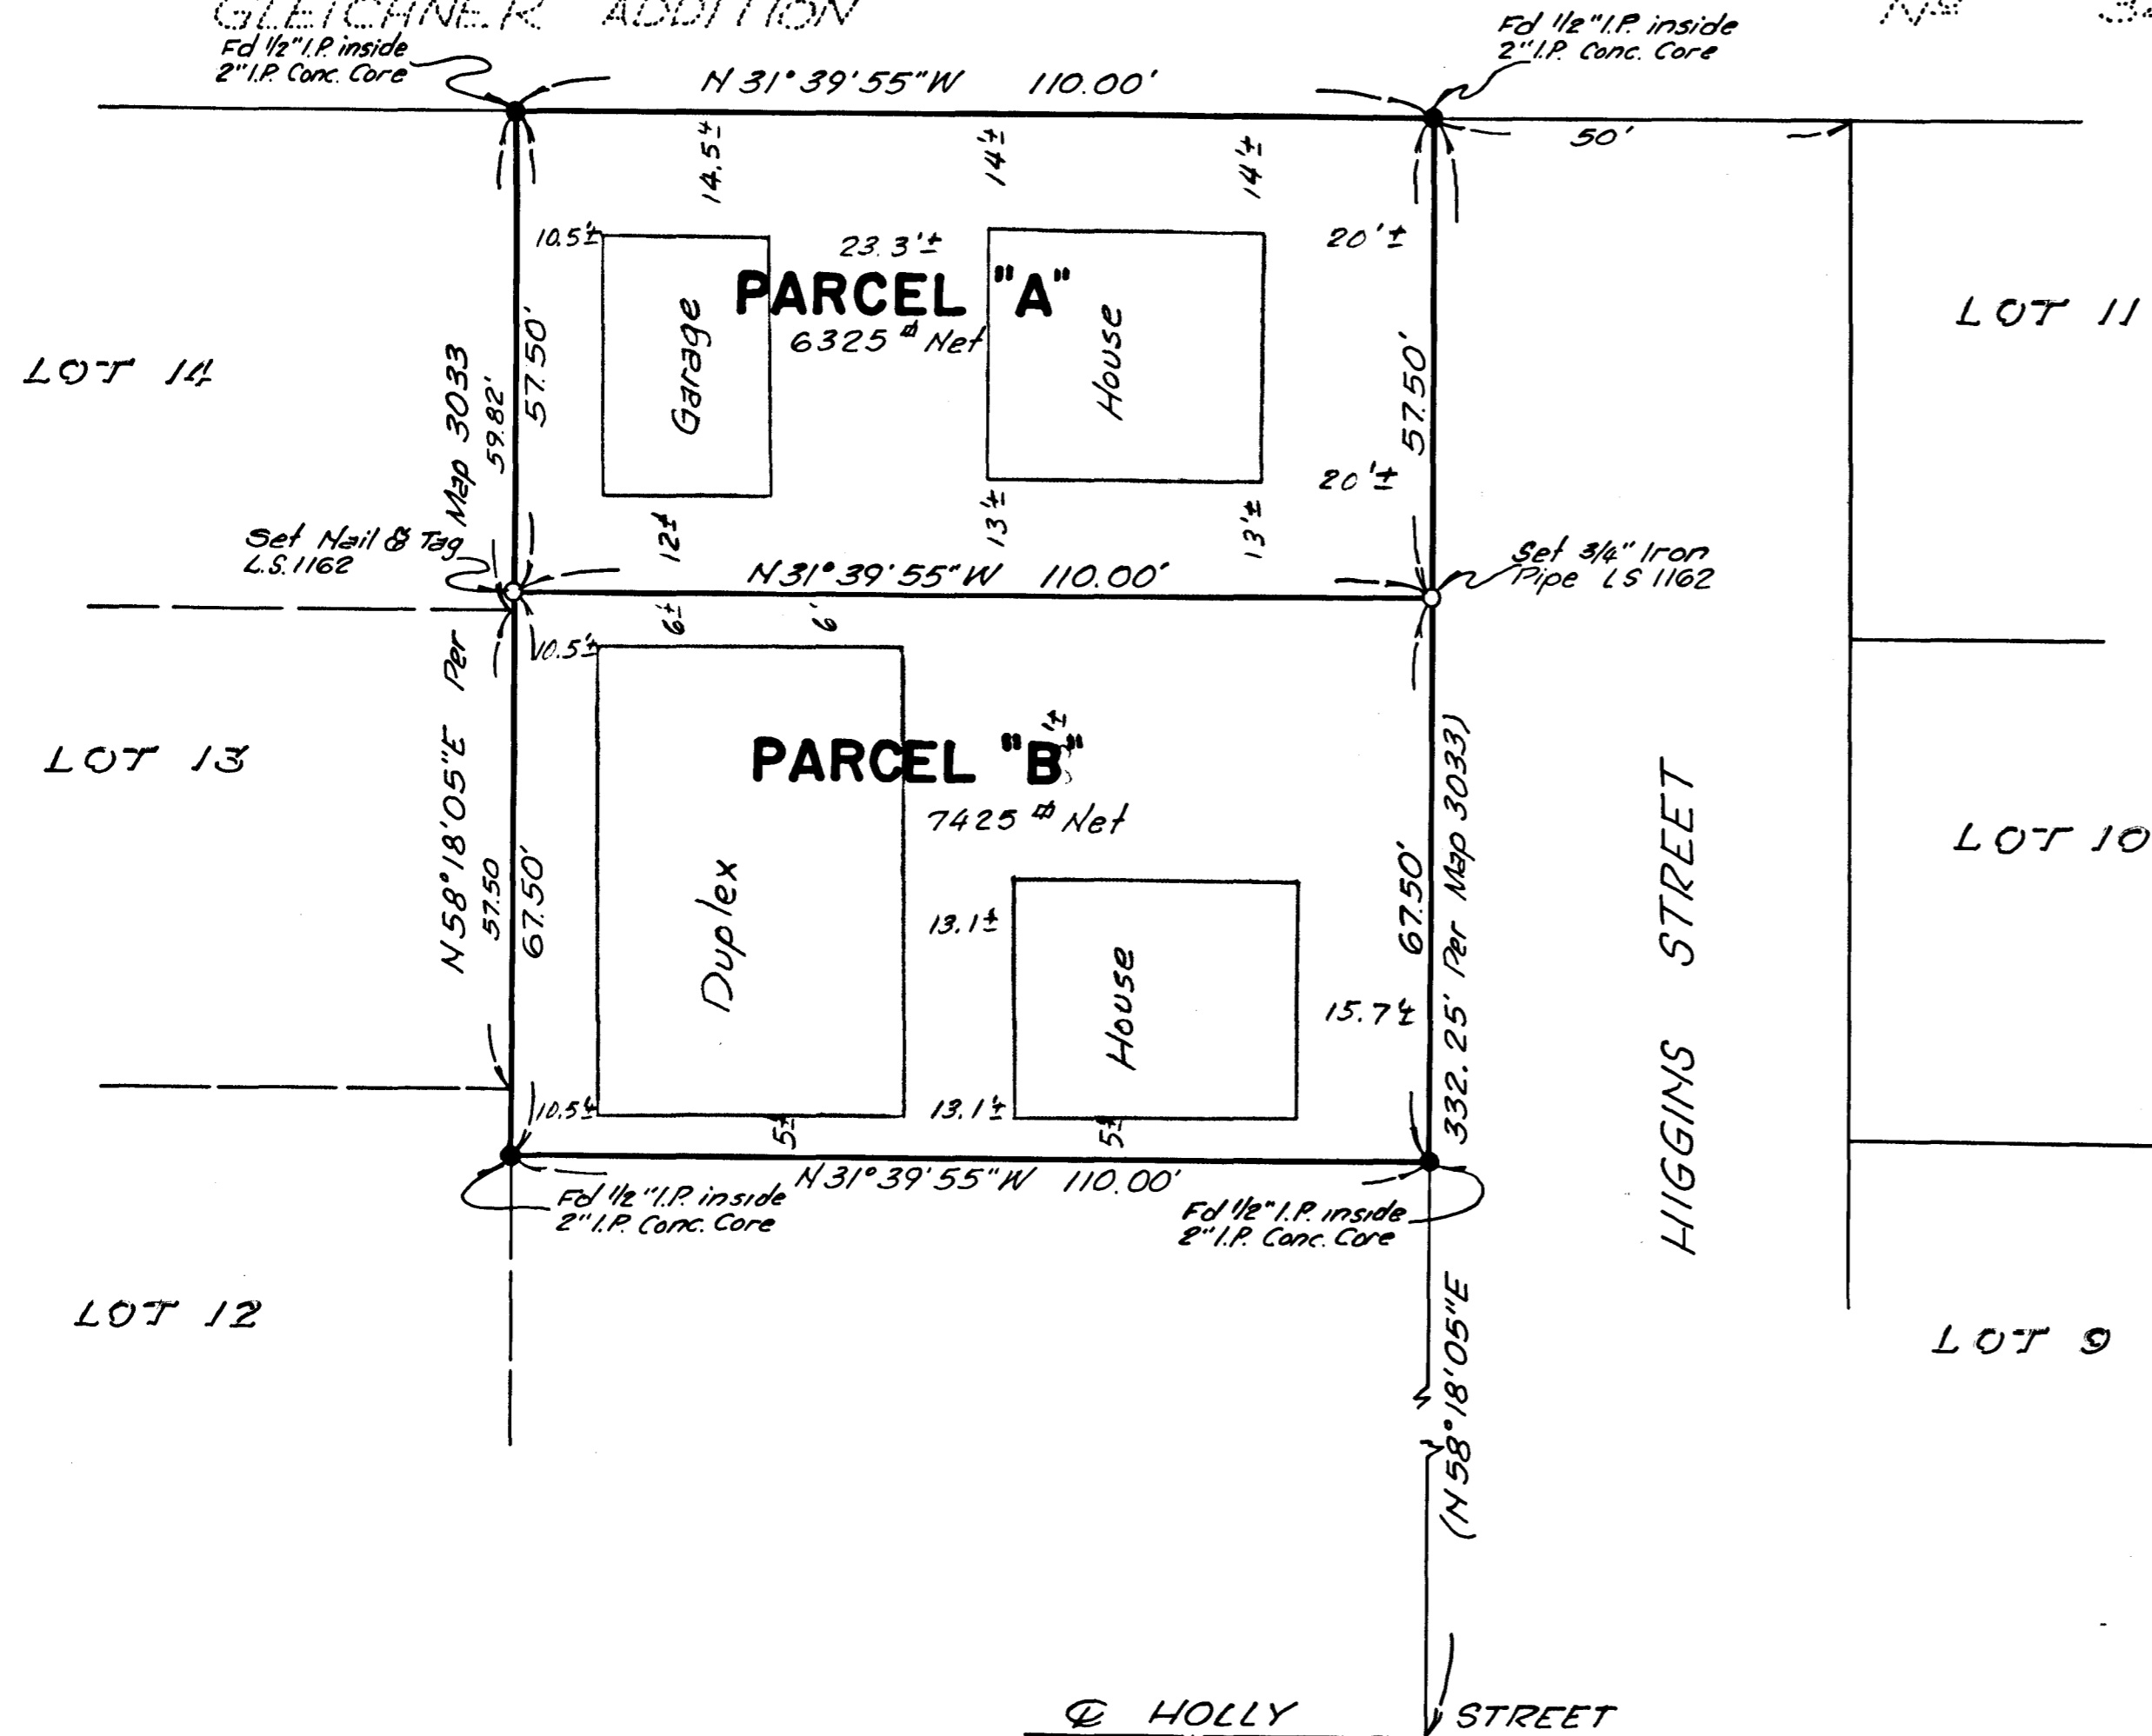 GLEICHNER ADDITION
Nº
Fd 1/2" I.P. inside
2" I.P. Conc. Core
Fd 1/2" I.P. inside
2" I.P. Conc. Core
N 31° 39' 55" W 110.00'
50'
14.5'±
14'±
14'±
10.5'±
23.3'±
20'±
PARCEL "A"
6325 ⌗ Net
Garage
House
LOT 11
LOT 14
57.50'
59.82'
Map 3033
57.50'
20'±
12'±
13'±
13'±
Set Nail & Tag
L.S. 1162
N 31° 39' 55" W 110.00'
Set 3/4" Iron
Pipe LS 1162
6'±
6'
10.5'±
Per
LOT 13
PARCEL "B"
7425 ⌗ Net
LOT 10
N 58° 18' 05" E
57.50
67.50'
Duplex
13.1'±
House
67.50'
332.25' Per Map 3033)
15.7'±
HIGGINS STREET
10.5'±
13.1'±
5'±
5'±
N 31° 39' 55" W 110.00'
Fd 1/2" I.P. inside
2" I.P. Conc. Core
Fd 1/2" I.P. inside
2" I.P. Conc. Core
LOT 12
LOT 9
(N 58° 18' 05" E
℄ HOLLY STREET